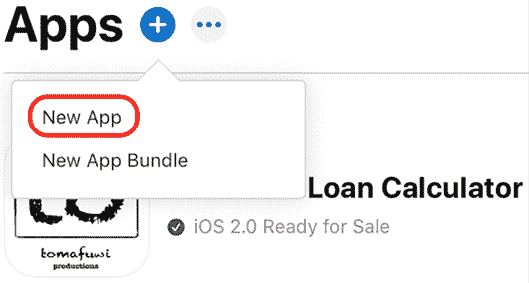 Apps
New App
New App Bundle
Loan Calculator
iOS 2.0 Ready for Sale
tomafuwi
productions